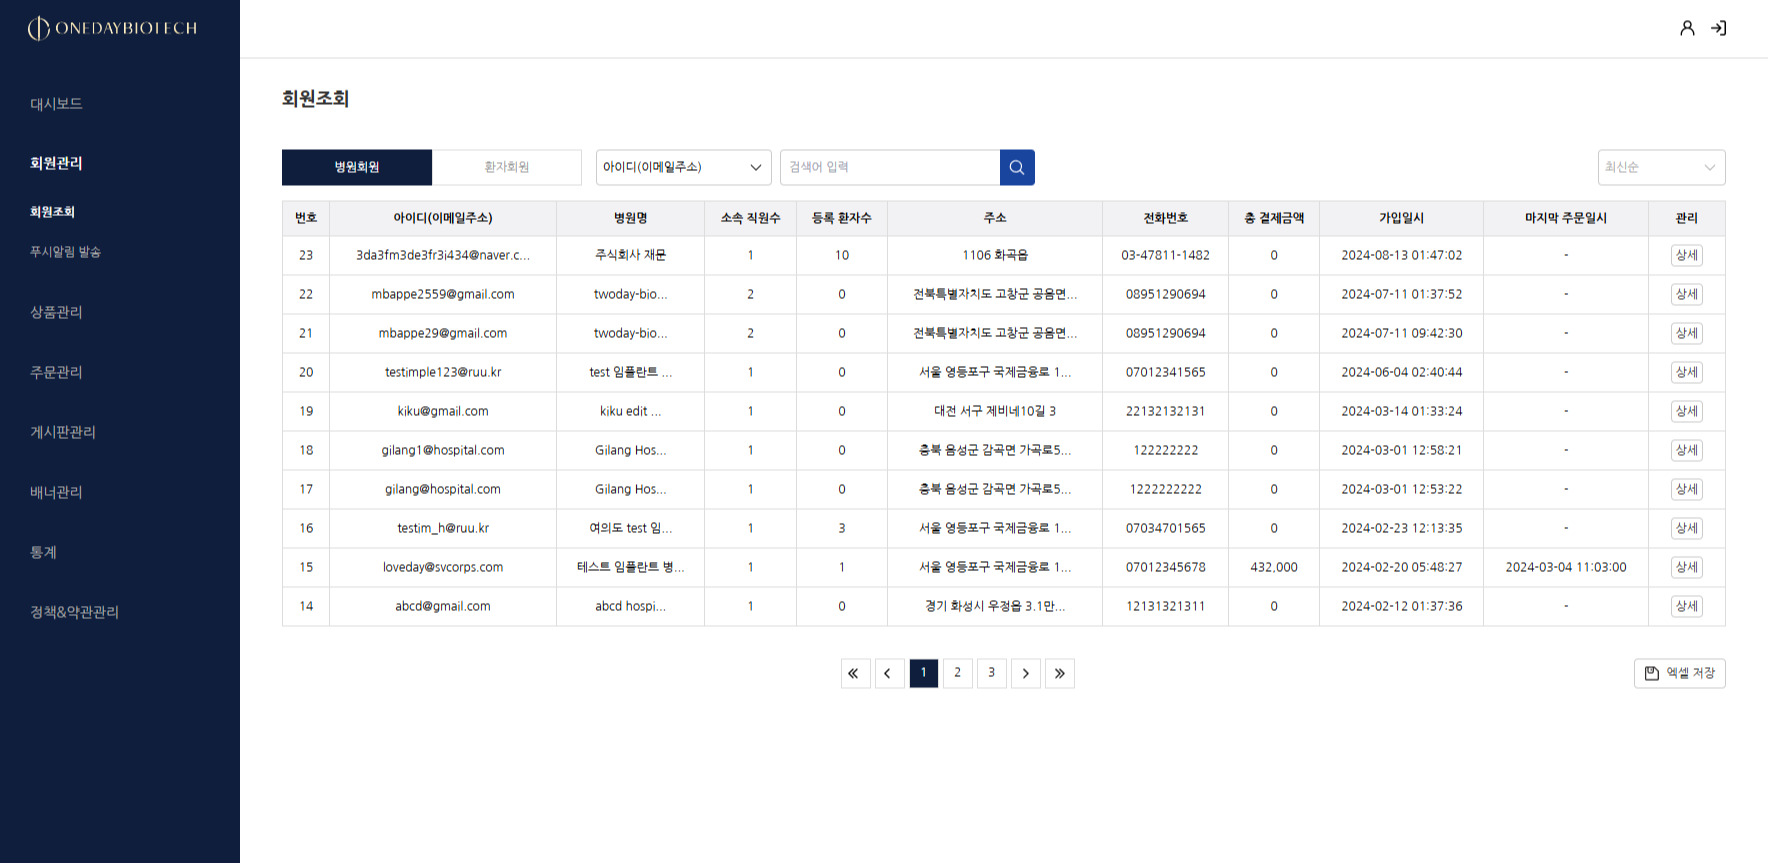 ONEDAYBIOTECH
대시보드
회원관리
회원조회
푸시알림 발송
상품관리
주문관리
게시판관리
배너관리
통계
정책&약관관리
회원조회
병원회원 환자회원 아이디(이메일주소) 검색어 입력 최신순
번호 아이디(이메일주소) 병원명 소속 직원수 등록 환자수 주소 전화번호 총 결제금액 가입일시 마지막 주문일시 관리
23 3da3fm3de3fr3i434@naver.c... 주식회사 재문 1 10 1106 화곡읍 03-47811-1482 0 2024-08-13 01:47:02 - 상세
22 mbappe2559@gmail.com twoday-bio... 2 0 전북특별자치도 고창군 공음면... 08951290694 0 2024-07-11 01:37:52 - 상세
21 mbappe29@gmail.com twoday-bio... 2 0 전북특별자치도 고창군 공음면... 08951290694 0 2024-07-11 09:42:30 - 상세
20 testimple123@ruu.kr test 임플란트 ... 1 0 서울 영등포구 국제금융로 1... 07012341565 0 2024-06-04 02:40:44 - 상세
19 kiku@gmail.com kiku edit ... 1 0 대전 서구 제비네10길 3 22132132131 0 2024-03-14 01:33:24 - 상세
18 gilang1@hospital.com Gilang Hos... 1 0 충북 음성군 감곡면 가곡로5... 122222222 0 2024-03-01 12:58:21 - 상세
17 gilang@hospital.com Gilang Hos... 1 0 충북 음성군 감곡면 가곡로5... 1222222222 0 2024-03-01 12:53:22 - 상세
16 testim_h@ruu.kr 여의도 test 임... 1 3 서울 영등포구 국제금융로 1... 07034701565 0 2024-02-23 12:13:35 - 상세
15 loveday@svcorps.com 테스트 임플란트 병... 1 1 서울 영등포구 국제금융로 1... 07012345678 432,000 2024-02-20 05:48:27 2024-03-04 11:03:00 상세
14 abcd@gmail.com abcd hospi... 1 0 경기 화성시 우정읍 3.1만... 12131321311 0 2024-02-12 01:37:36 - 상세
1 2 3
엑셀 저장